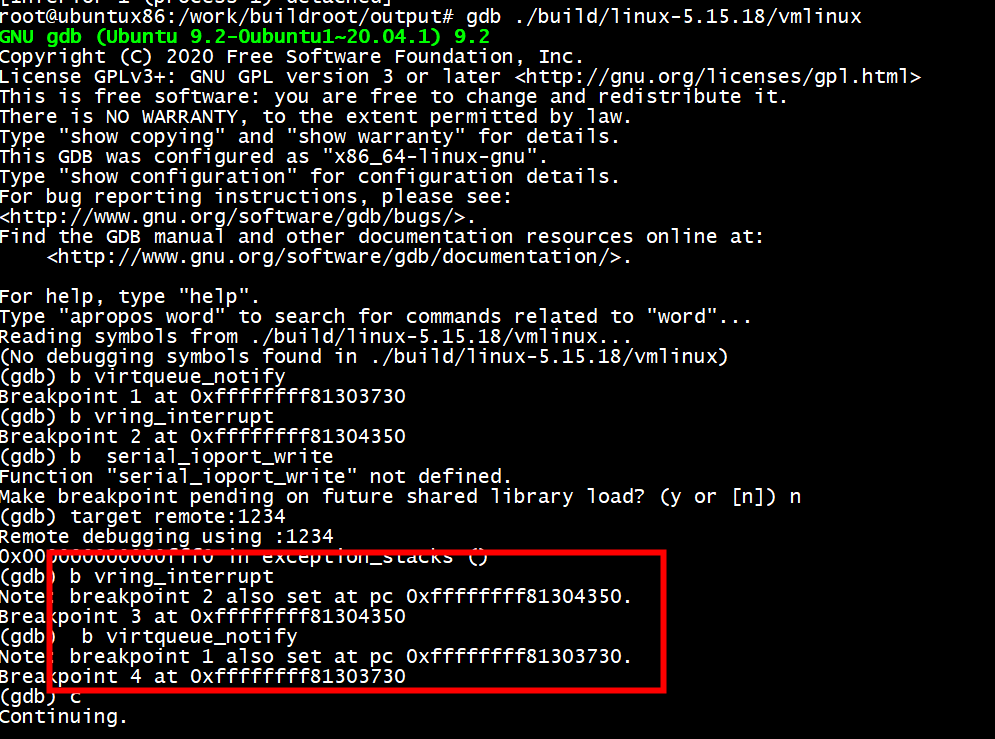 [Inferior 1 (process 1) detached]
root@ubuntux86:/work/buildroot/output# gdb ./build/linux-5.15.18/vmlinux
GNU gdb (Ubuntu 9.2-0ubuntu1~20.04.1) 9.2
Copyright (C) 2020 Free Software Foundation, Inc.
License GPLv3+: GNU GPL version 3 or later <http://gnu.org/licenses/gpl.html>
This is free software: you are free to change and redistribute it.
There is NO WARRANTY, to the extent permitted by law.
Type "show copying" and "show warranty" for details.
This GDB was configured as "x86_64-linux-gnu".
Type "show configuration" for configuration details.
For bug reporting instructions, please see:
<http://www.gnu.org/software/gdb/bugs/>.
Find the GDB manual and other documentation resources online at:
    <http://www.gnu.org/software/gdb/documentation/>.
For help, type "help".
Type "apropos word" to search for commands related to "word"...
Reading symbols from ./build/linux-5.15.18/vmlinux...
(No debugging symbols found in ./build/linux-5.15.18/vmlinux)
(gdb) b virtqueue_notify
Breakpoint 1 at 0xffffffff81303730
(gdb) b vring_interrupt
Breakpoint 2 at 0xffffffff81304350
(gdb) b  serial_ioport_write
Function "serial_ioport_write" not defined.
Make breakpoint pending on future shared library load? (y or [n]) n
(gdb) target remote:1234
Remote debugging using :1234
0x000000000000fff0 in exception_stacks ()
(gdb) b vring_interrupt
Note: breakpoint 2 also set at pc 0xffffffff81304350.
Breakpoint 3 at 0xffffffff81304350
(gdb)  b virtqueue_notify
Note: breakpoint 1 also set at pc 0xffffffff81303730.
Breakpoint 4 at 0xffffffff81303730
(gdb) c
Continuing.